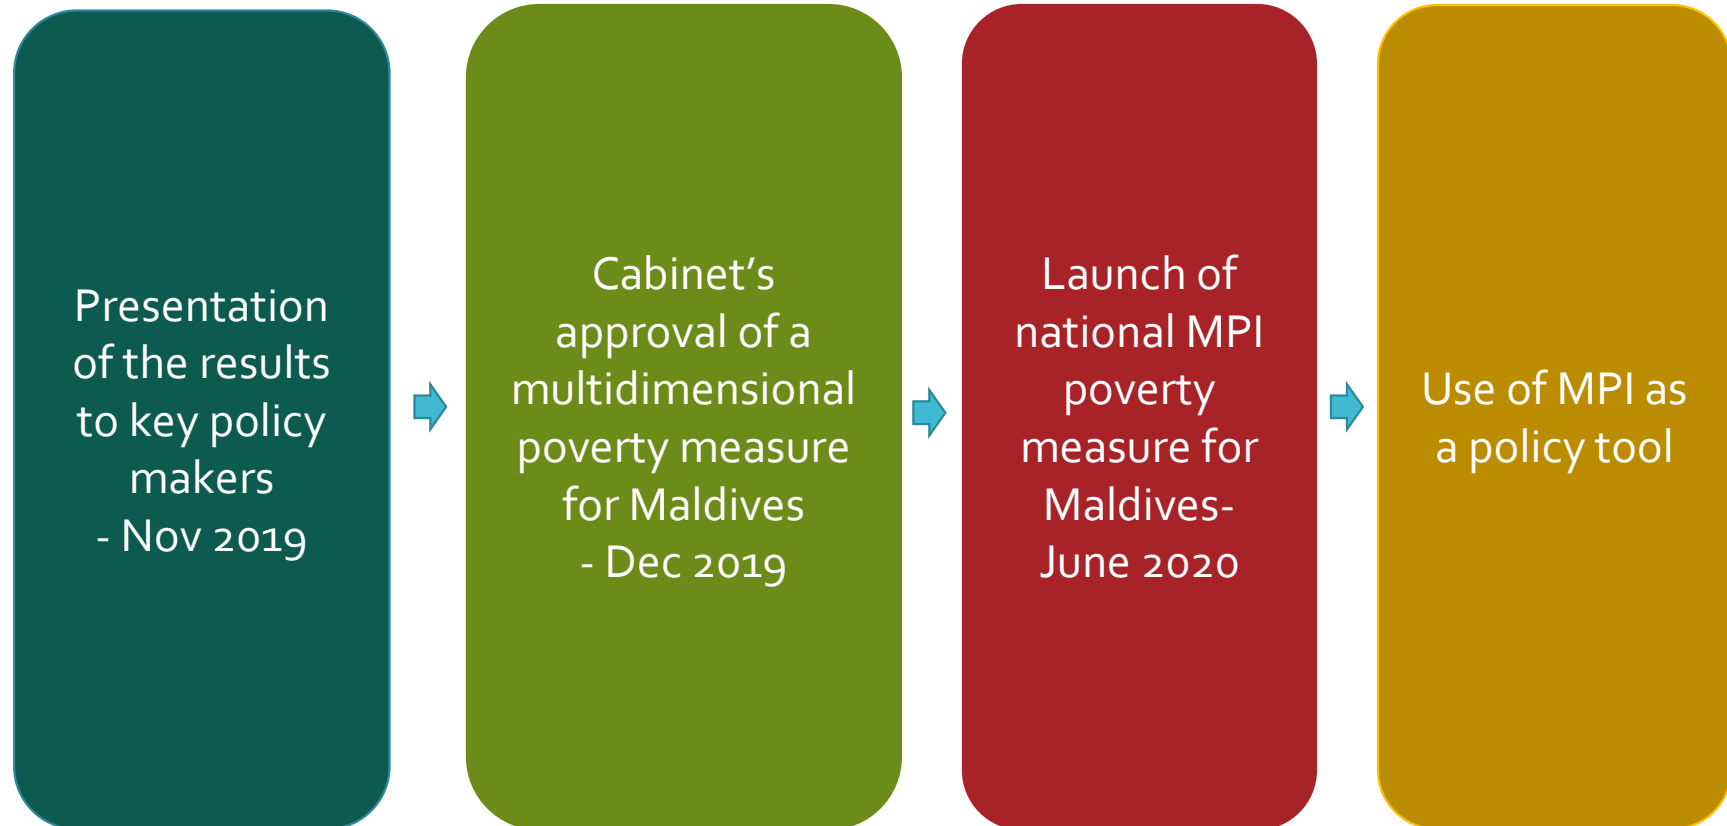 Presentation
of the results
to key policy
makers
- Nov 2019
Cabinet’s
approval of a
multidimensional
poverty measure
for Maldives
- Dec 2019
Launch of
national MPI
poverty
measure for
Maldives-
June 2020
Use of MPI as
a policy tool